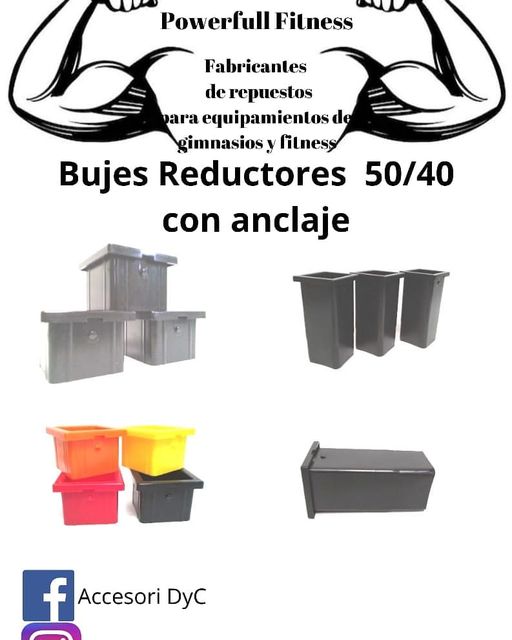 Powerfull Fitness
Fabricantes
de repuestos
para equipamientos de
gimnasios y fitness
Bujes Reductores 50/40
con anclaje
Accesori DyC